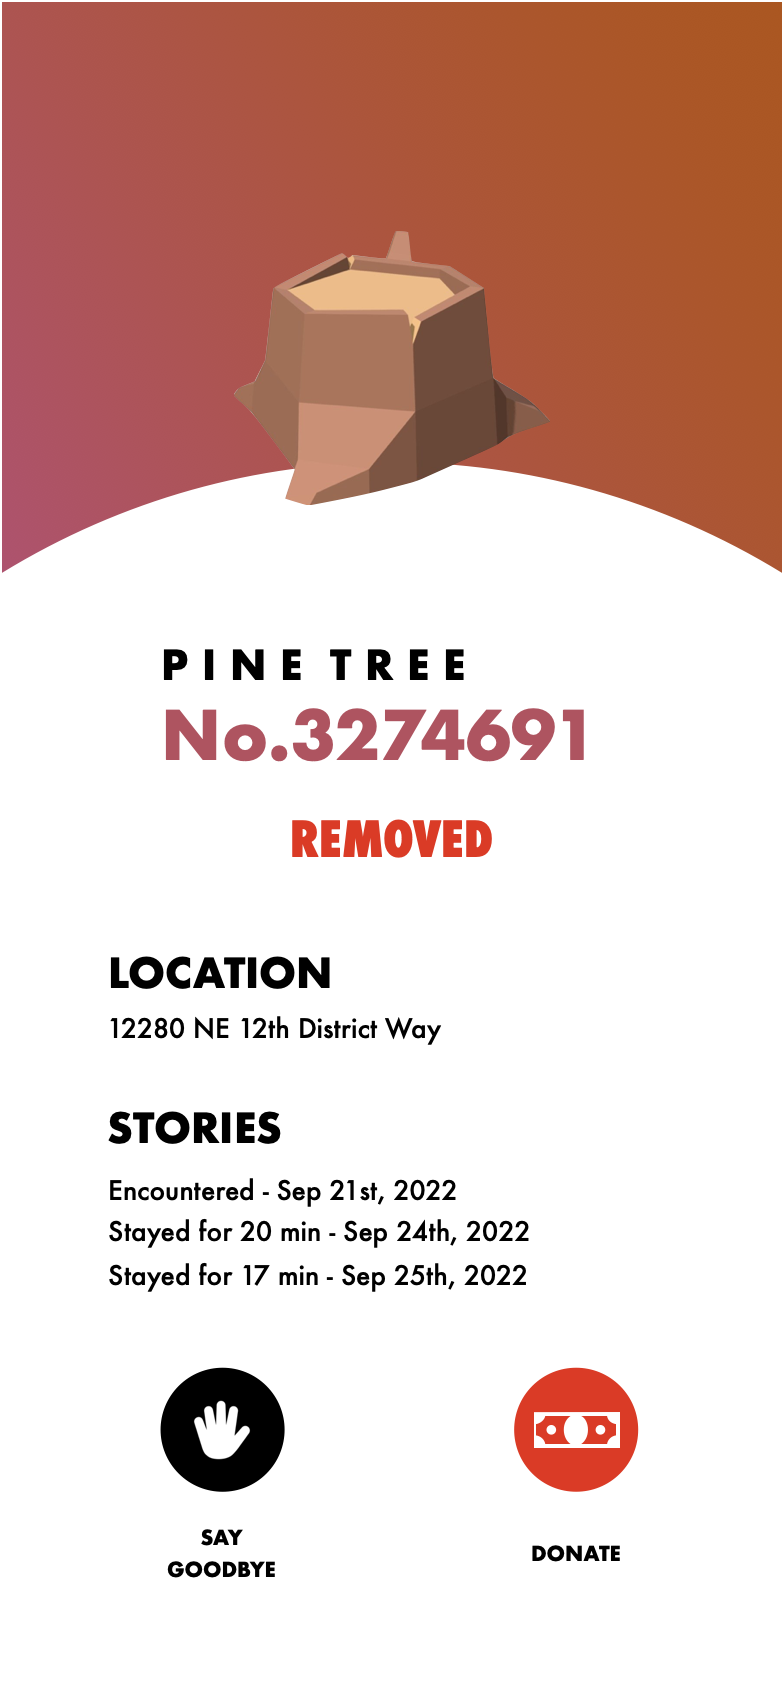 PINE TREE
No.3274691
REMOVED
LOCATION
12280 NE 12th District Way
STORIES
Encountered - Sep 21st, 2022
Stayed for 20 min - Sep 24th, 2022
Stayed for 17 min - Sep 25th, 2022
SAY
GOODBYE
DONATE